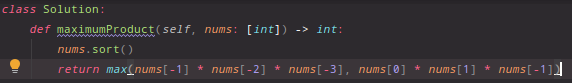 class Solution:
    def maximumProduct(self, nums: [int]) -> int:
        nums.sort()
        return max(nums[-1] * nums[-2] * nums[-3], nums[0] * nums[1] * nums[-1])